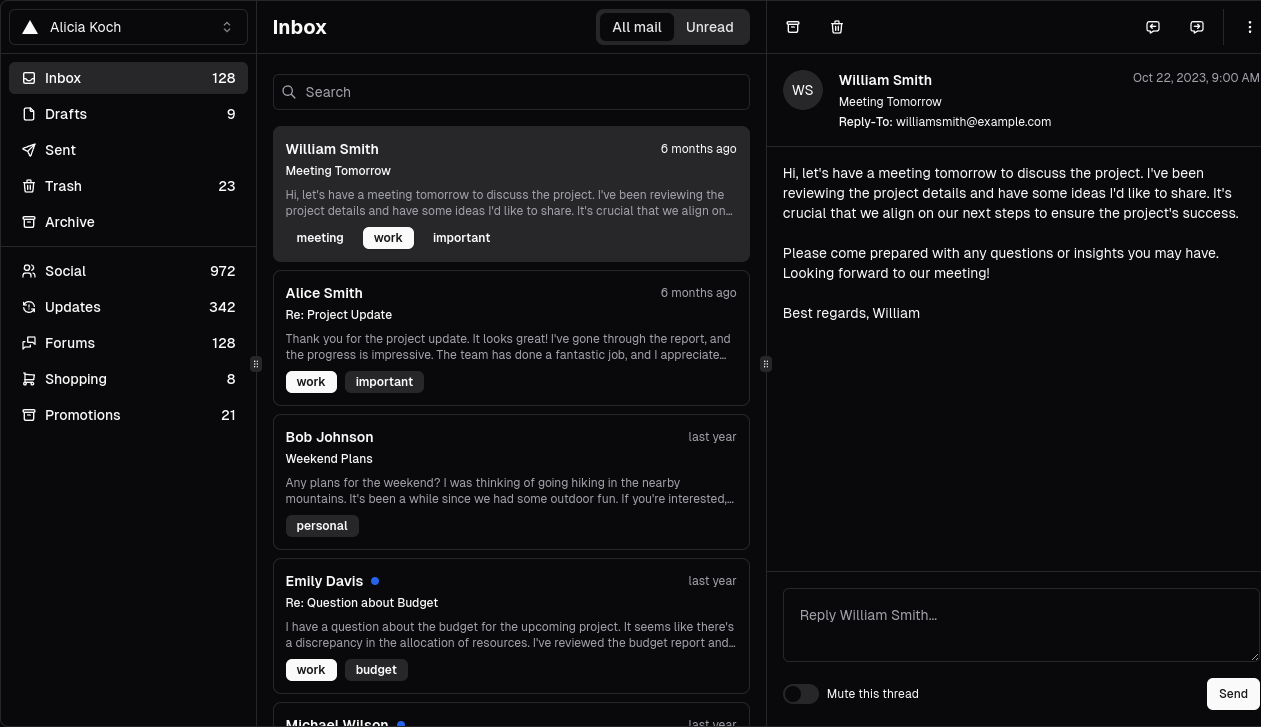 Alicia Koch
Inbox 128
Drafts 9
Sent
Trash 23
Archive
Social 972
Updates 342
Forums 128
Shopping 8
Promotions 21
Inbox
All mail Unread
Search
William Smith 6 months ago
Meeting Tomorrow
Hi, let's have a meeting tomorrow to discuss the project. I've been reviewing the
project details and have some ideas I'd like to share. It's crucial that we align on…
meeting work important
Alice Smith 6 months ago
Re: Project Update
Thank you for the project update. It looks great! I've gone through the report, and
the progress is impressive. The team has done a fantastic job, and I appreciate…
work important
Bob Johnson last year
Weekend Plans
Any plans for the weekend? I was thinking of going hiking in the nearby
mountains. It's been a while since we had some outdoor fun. If you're interested,…
personal
Emily Davis last year
Re: Question about Budget
I have a question about the budget for the upcoming project. It seems like there's
a discrepancy in the allocation of resources. I've reviewed the budget report and…
work budget
Michael Wilson last year
WS
William Smith Oct 22, 2023, 9:00 AM
Meeting Tomorrow
Reply-To: williamsmith@example.com
Hi, let's have a meeting tomorrow to discuss the project. I've been
reviewing the project details and have some ideas I'd like to share. It's
crucial that we align on our next steps to ensure the project's success.
Please come prepared with any questions or insights you may have.
Looking forward to our meeting!
Best regards, William
Reply William Smith...
Mute this thread Send